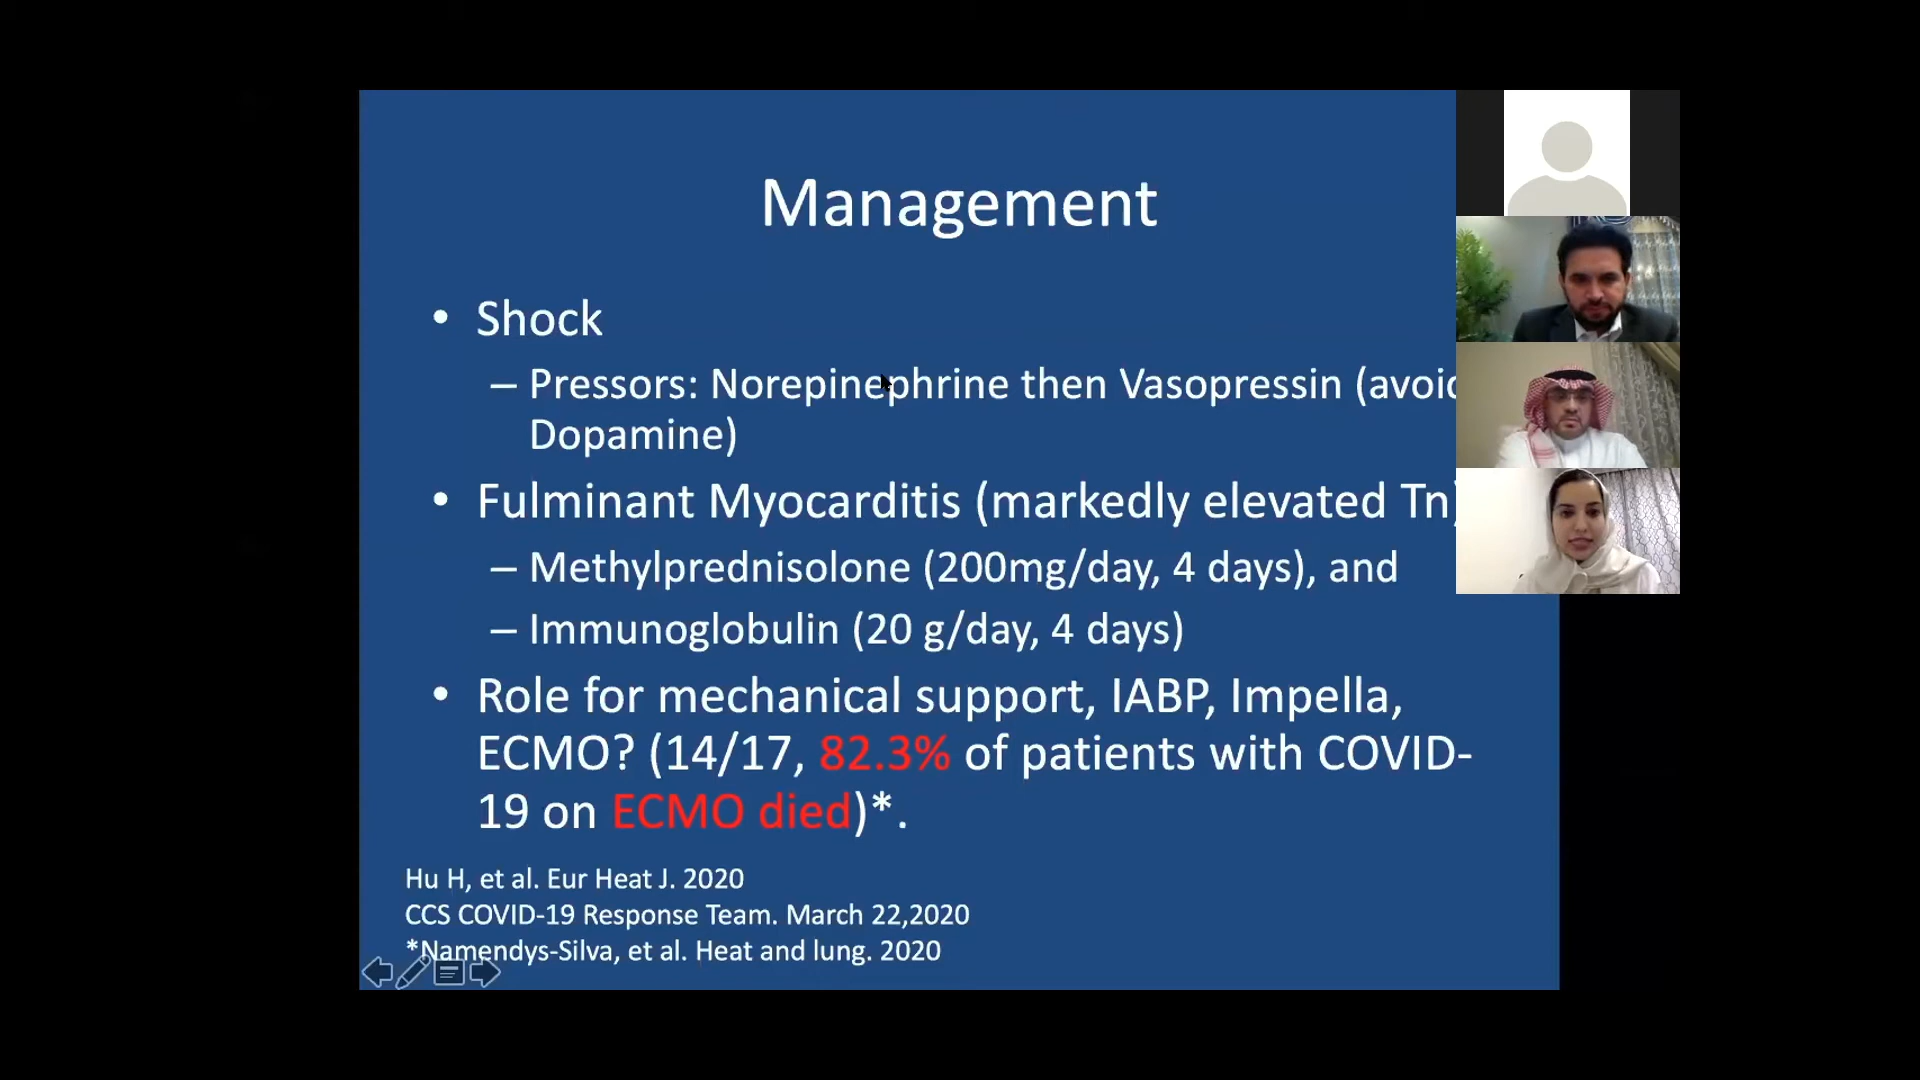 Management
• Shock
– Pressors: Norepinephrine then Vasopressin (avoid
Dopamine)
• Fulminant Myocarditis (markedly elevated Tn)
– Methylprednisolone (200mg/day, 4 days), and
– Immunoglobulin (20 g/day, 4 days)
• Role for mechanical support, IABP, Impella,
ECMO? (14/17, 82.3% of patients with COVID-
19 on ECMO died)*.
Hu H, et al. Eur Heat J. 2020
CCS COVID-19 Response Team. March 22,2020
*Namendys-Silva, et al. Heat and lung. 2020